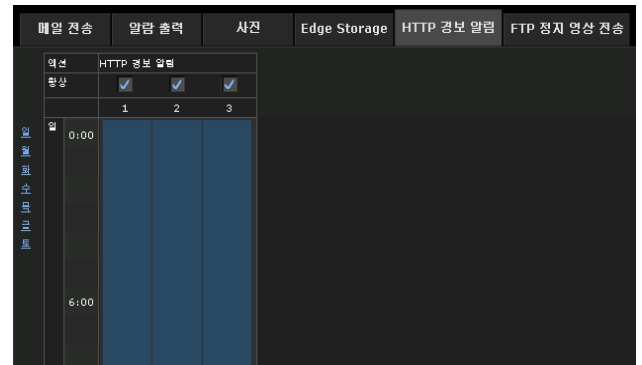 메일 전송 알람 출력 사진 Edge Storage HTTP 경보 알림 FTP 정지 영상 전송
액션 HTTP 경보 알림
항상
1 2 3
일 0:00
6:00
일
월
화
수
목
금
토